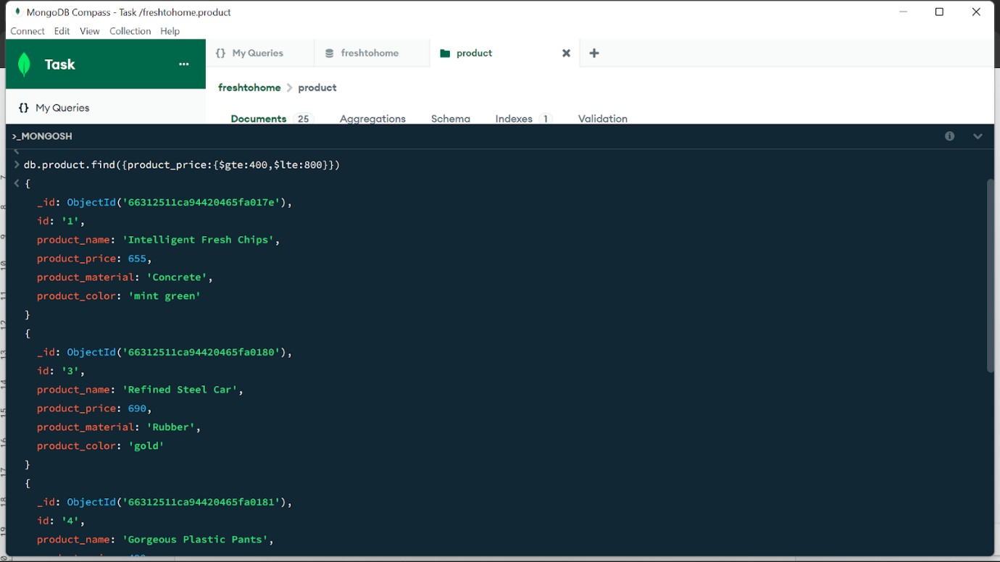 MongoDB Compass - Task /freshtohome.product
Connect Edit View Collection Help
Task ...
{} My Queries
freshtohome
product
+
{} My Queries
freshtohome > product
Documents 25 Aggregations Schema Indexes 1 Validation
>_MONGOSH
> db.product.find({product_price:{$gte:400,$lte:800}})
< {
_id: ObjectId('66312511ca94420465fa017e'),
id: '1',
product_name: 'Intelligent Fresh Chips',
product_price: 655,
product_material: 'Concrete',
product_color: 'mint green'
}
{
_id: ObjectId('66312511ca94420465fa0180'),
id: '3',
product_name: 'Refined Steel Car',
product_price: 690,
product_material: 'Rubber',
product_color: 'gold'
}
{
_id: ObjectId('66312511ca94420465fa0181'),
id: '4',
product_name: 'Gorgeous Plastic Pants',